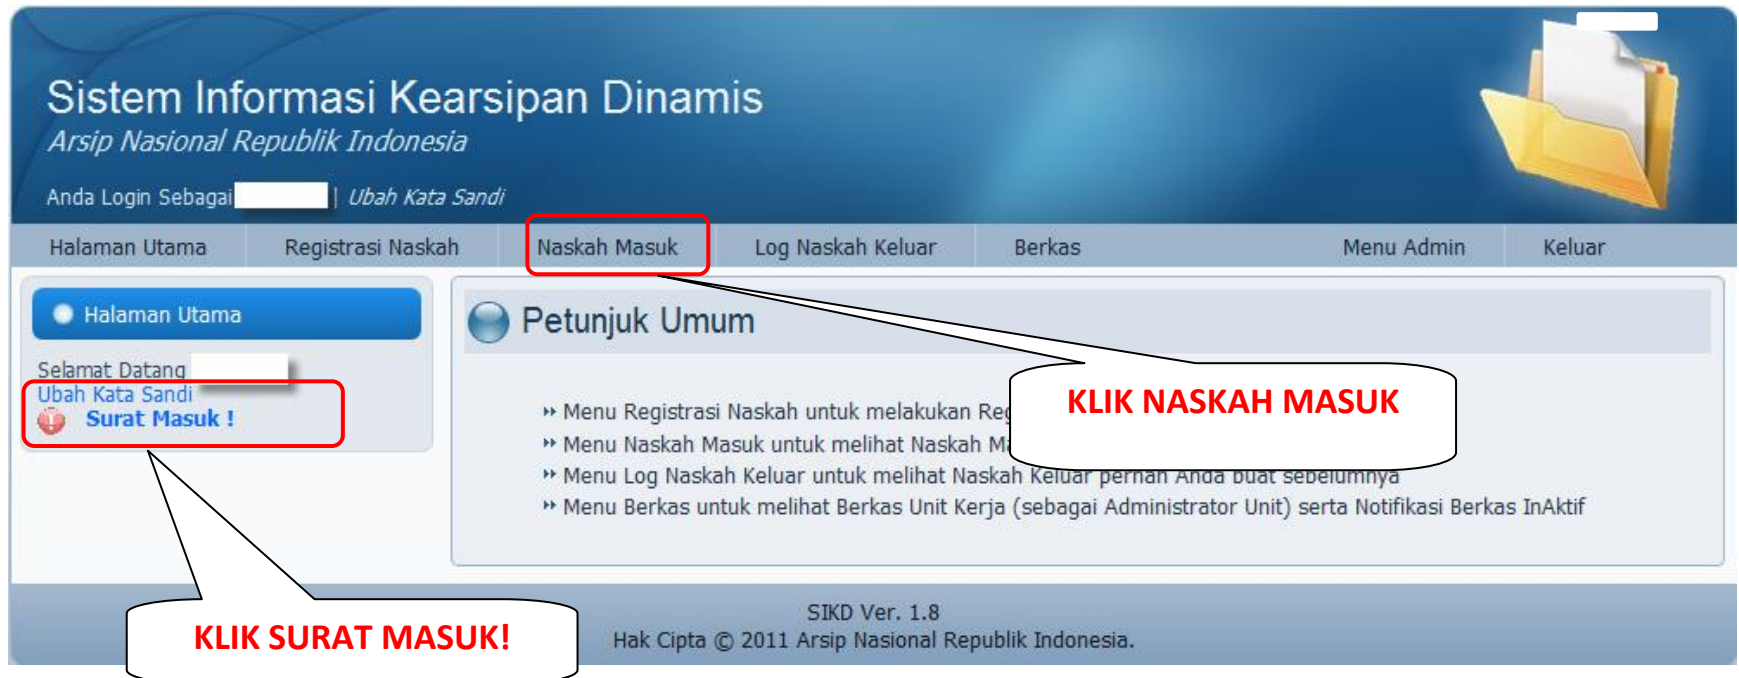 Sistem Informasi Kearsipan Dinamis
Arsip Nasional Republik Indonesia
Anda Login Sebagai | Ubah Kata Sandi
Halaman Utama Registrasi Naskah Naskah Masuk Log Naskah Keluar Berkas Menu Admin Keluar
Halaman Utama
Selamat Datang
Ubah Kata Sandi
Surat Masuk !
Petunjuk Umum
Menu Registrasi Naskah untuk melakukan
Menu Naskah Masuk untuk melihat Naskah
Menu Log Naskah Keluar untuk melihat Naskah Keluar pernah Anda buat sebelumnya
Menu Berkas untuk melihat Berkas Unit Kerja (sebagai Administrator Unit) serta Notifikasi Berkas InAktif
KLIK NASKAH MASUK
KLIK SURAT MASUK!
SIKD Ver. 1.8
Hak Cipta © 2011 Arsip Nasional Republik Indonesia.